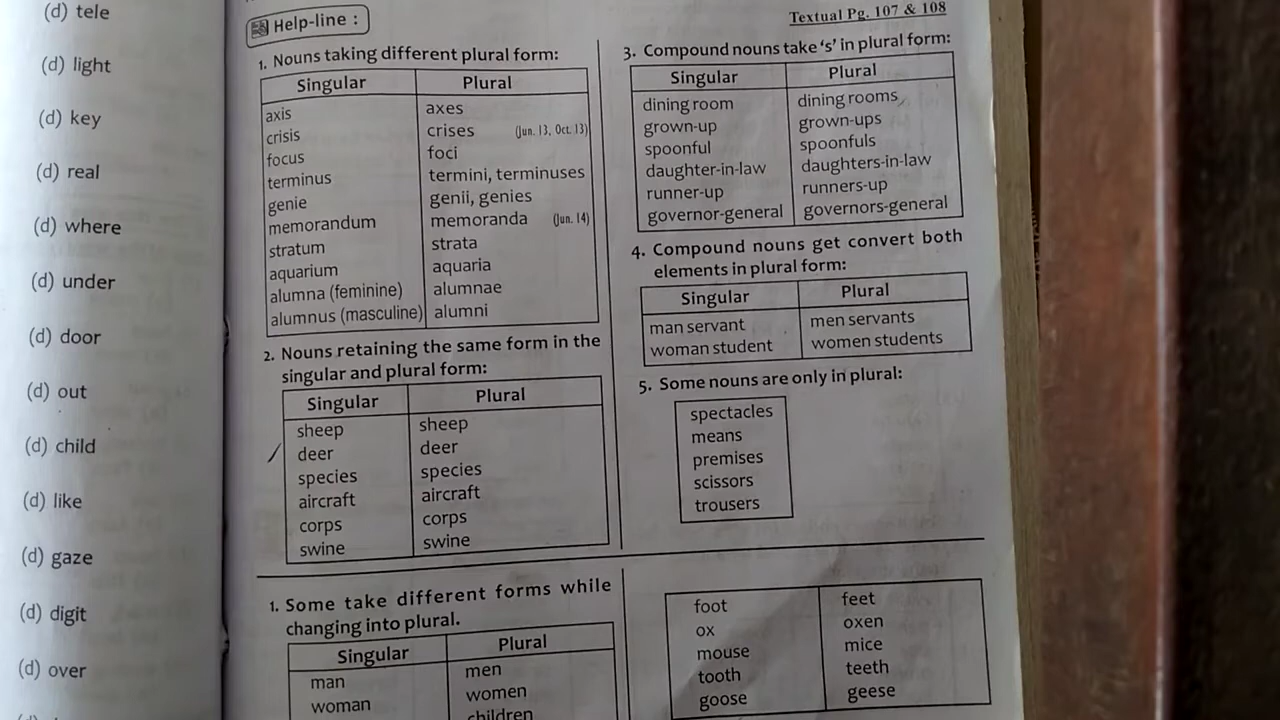 (d) tele
(d) light
(d) key
(d) real
(d) where
(d) under
(d) door
(d) out
(d) child
(d) like
(d) gaze
(d) digit
(d) over
Help-line :
Textual Pg. 107 & 108
1. Nouns taking different plural form:
Singular Plural
axis axes
crisis crises (Jun. 13, Oct. 13)
focus foci
terminus termini, terminuses
genie genii, genies
memorandum memoranda (Jun. 14)
stratum strata
aquarium aquaria
alumna (feminine) alumnae
alumnus (masculine) alumni
2. Nouns retaining the same form in the
singular and plural form:
Singular Plural
sheep sheep
deer deer
species species
aircraft aircraft
corps corps
swine swine
3. Compound nouns take ‘s’ in plural form:
Singular Plural
dining room dining rooms
grown-up grown-ups
spoonful spoonfuls
daughter-in-law daughters-in-law
runner-up runners-up
governor-general governors-general
4. Compound nouns get convert both
elements in plural form:
Singular Plural
man servant men servants
woman student women students
5. Some nouns are only in plural:
spectacles
means
premises
scissors
trousers
1. Some take different forms while
changing into plural.
Singular Plural
man men
woman women
children
foot feet
ox oxen
mouse mice
tooth teeth
goose geese